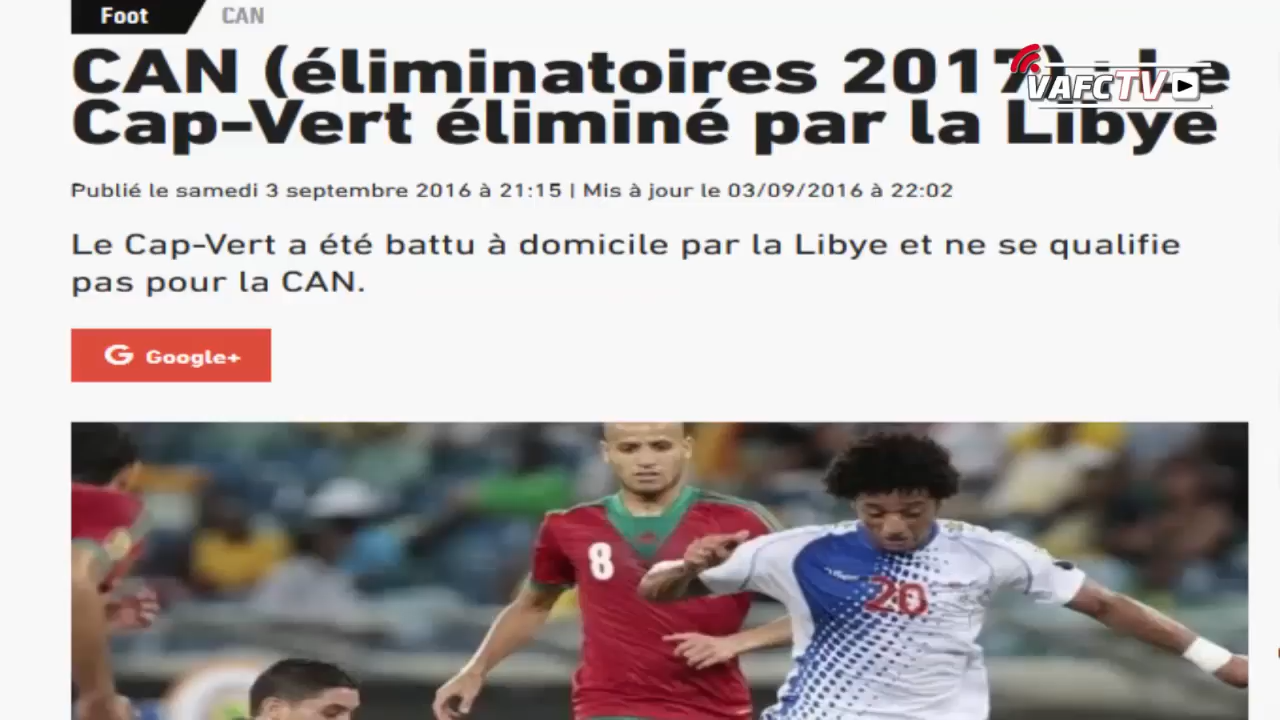 Foot CAN
CAN (éliminatoires 2017) : Le
Cap-Vert éliminé par la Libye
VAFCTV
Publié le samedi 3 septembre 2016 à 21:15 | Mis à jour le 03/09/2016 à 22:02
Le Cap-Vert a été battu à domicile par la Libye et ne se qualifie
pas pour la CAN.
G Google+
8
20